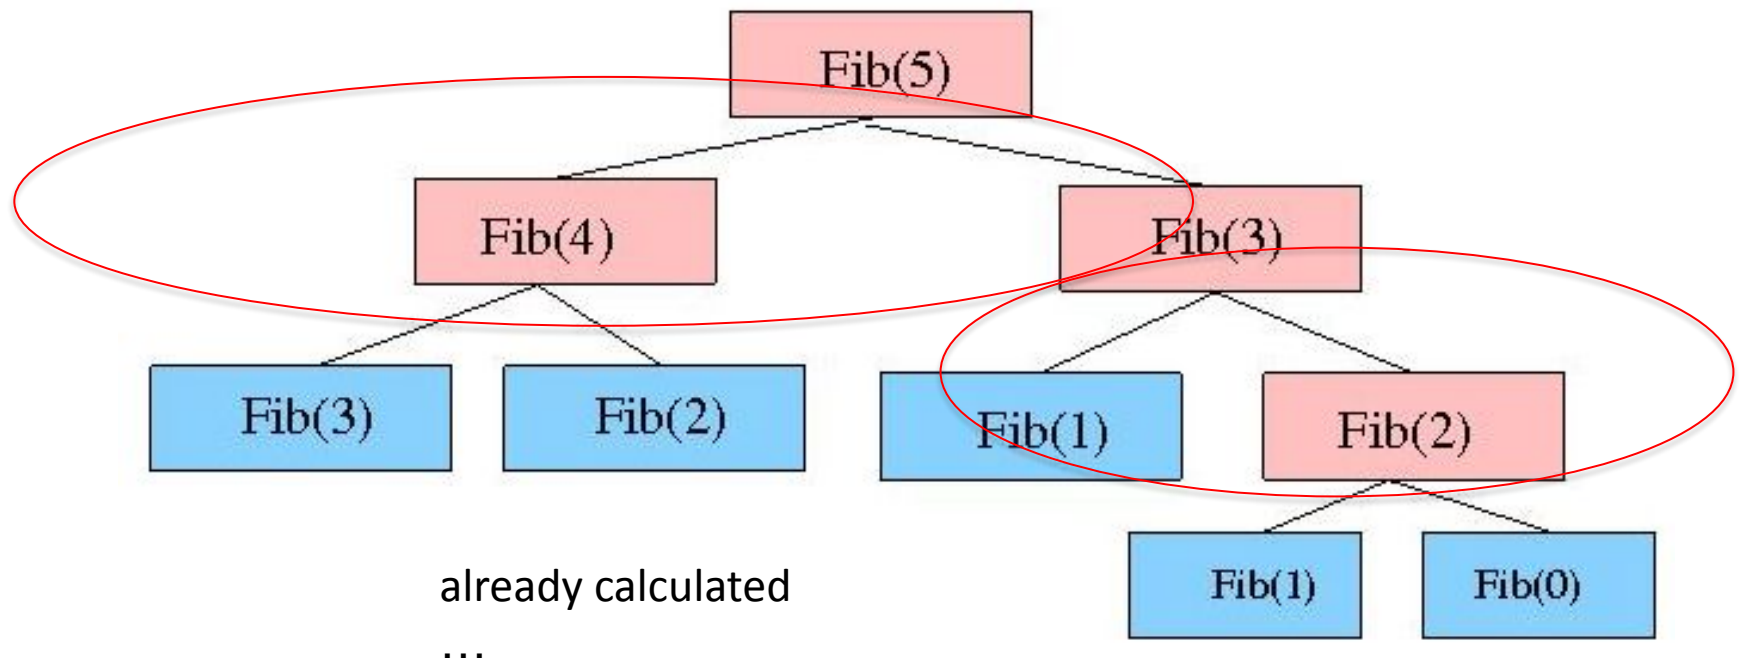 Fib(5)
Fib(4)
Fib(3)
Fib(3)
Fib(2)
Fib(1)
Fib(2)
Fib(1)
Fib(0)
already calculated
...